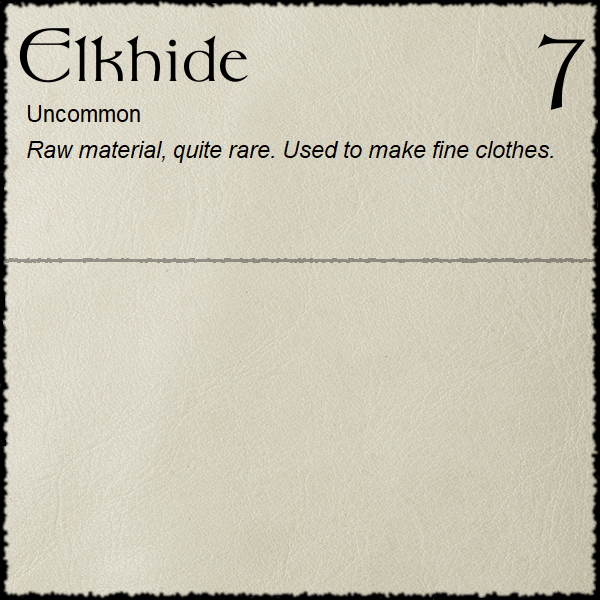 Elkhide 7
Uncommon
Raw material, quite rare. Used to make fine clothes.